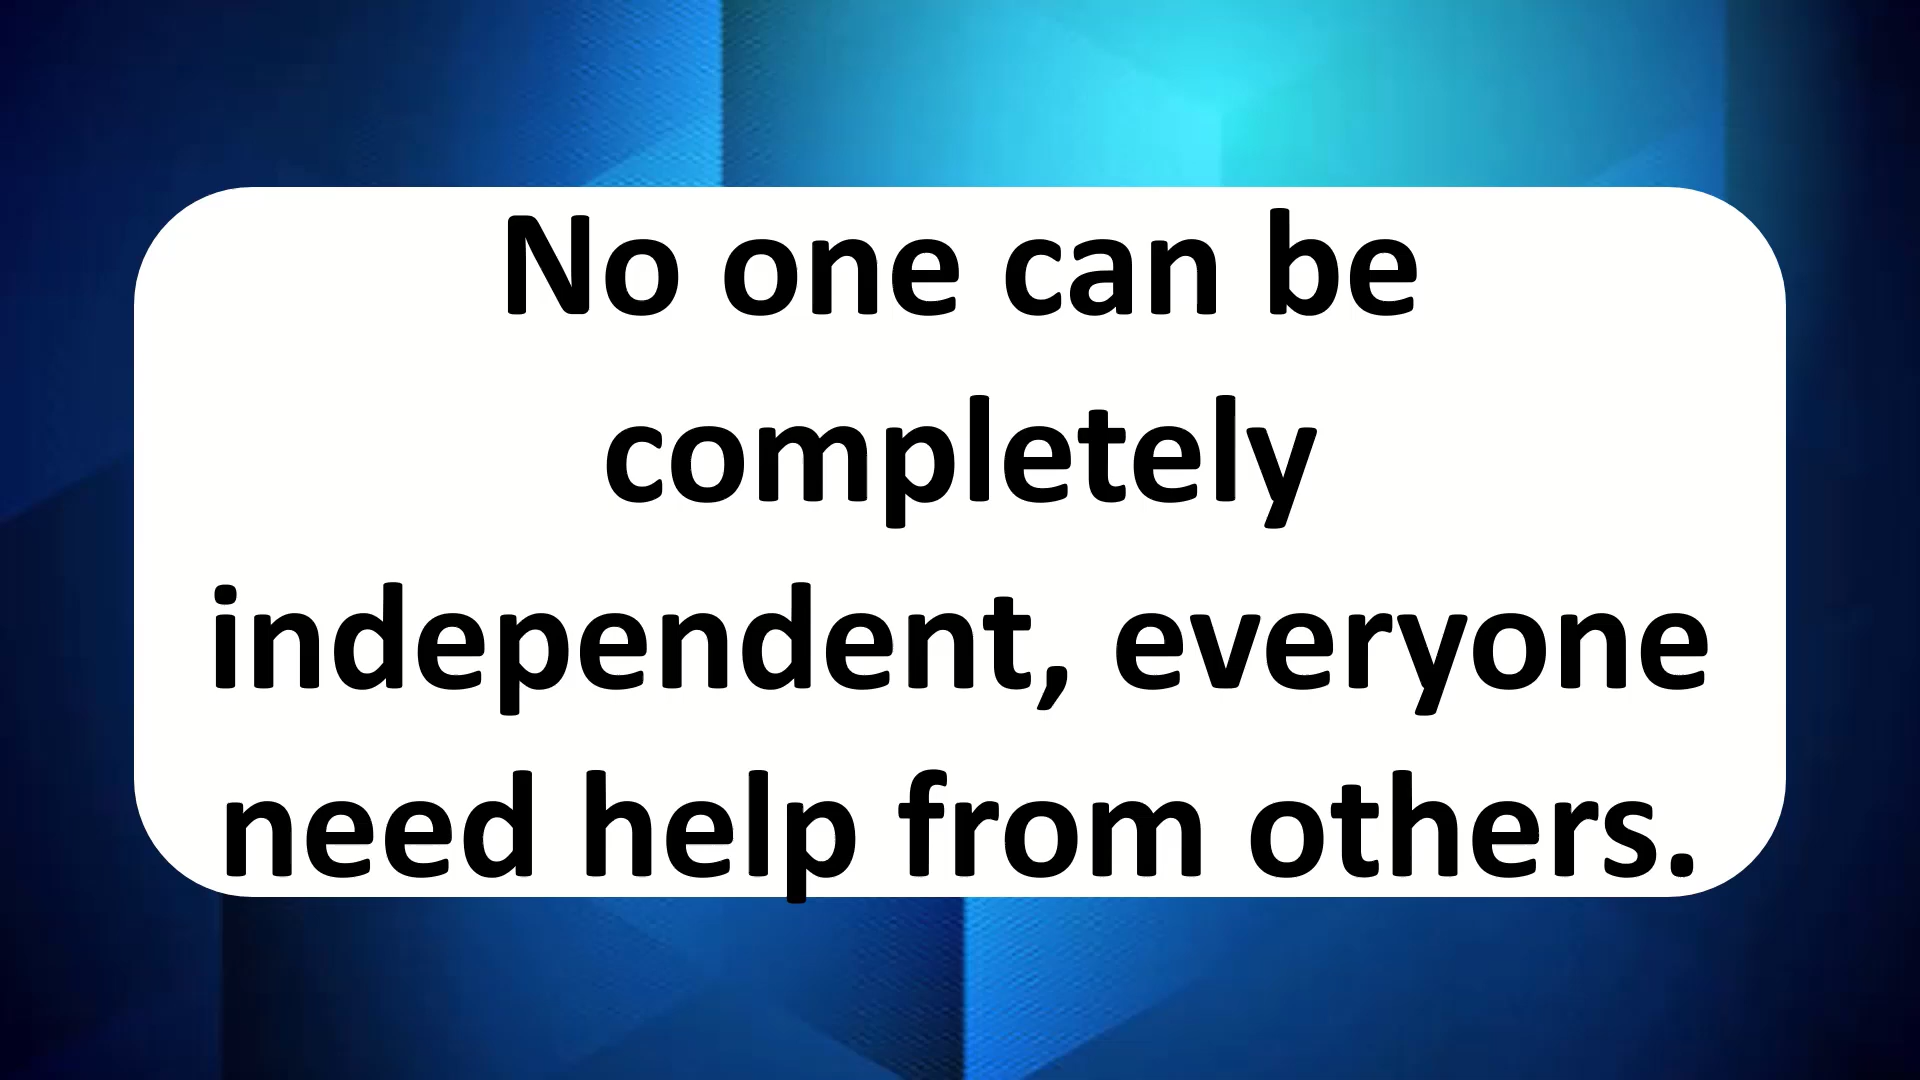 No one can be
completely
independent, everyone
need help from others.